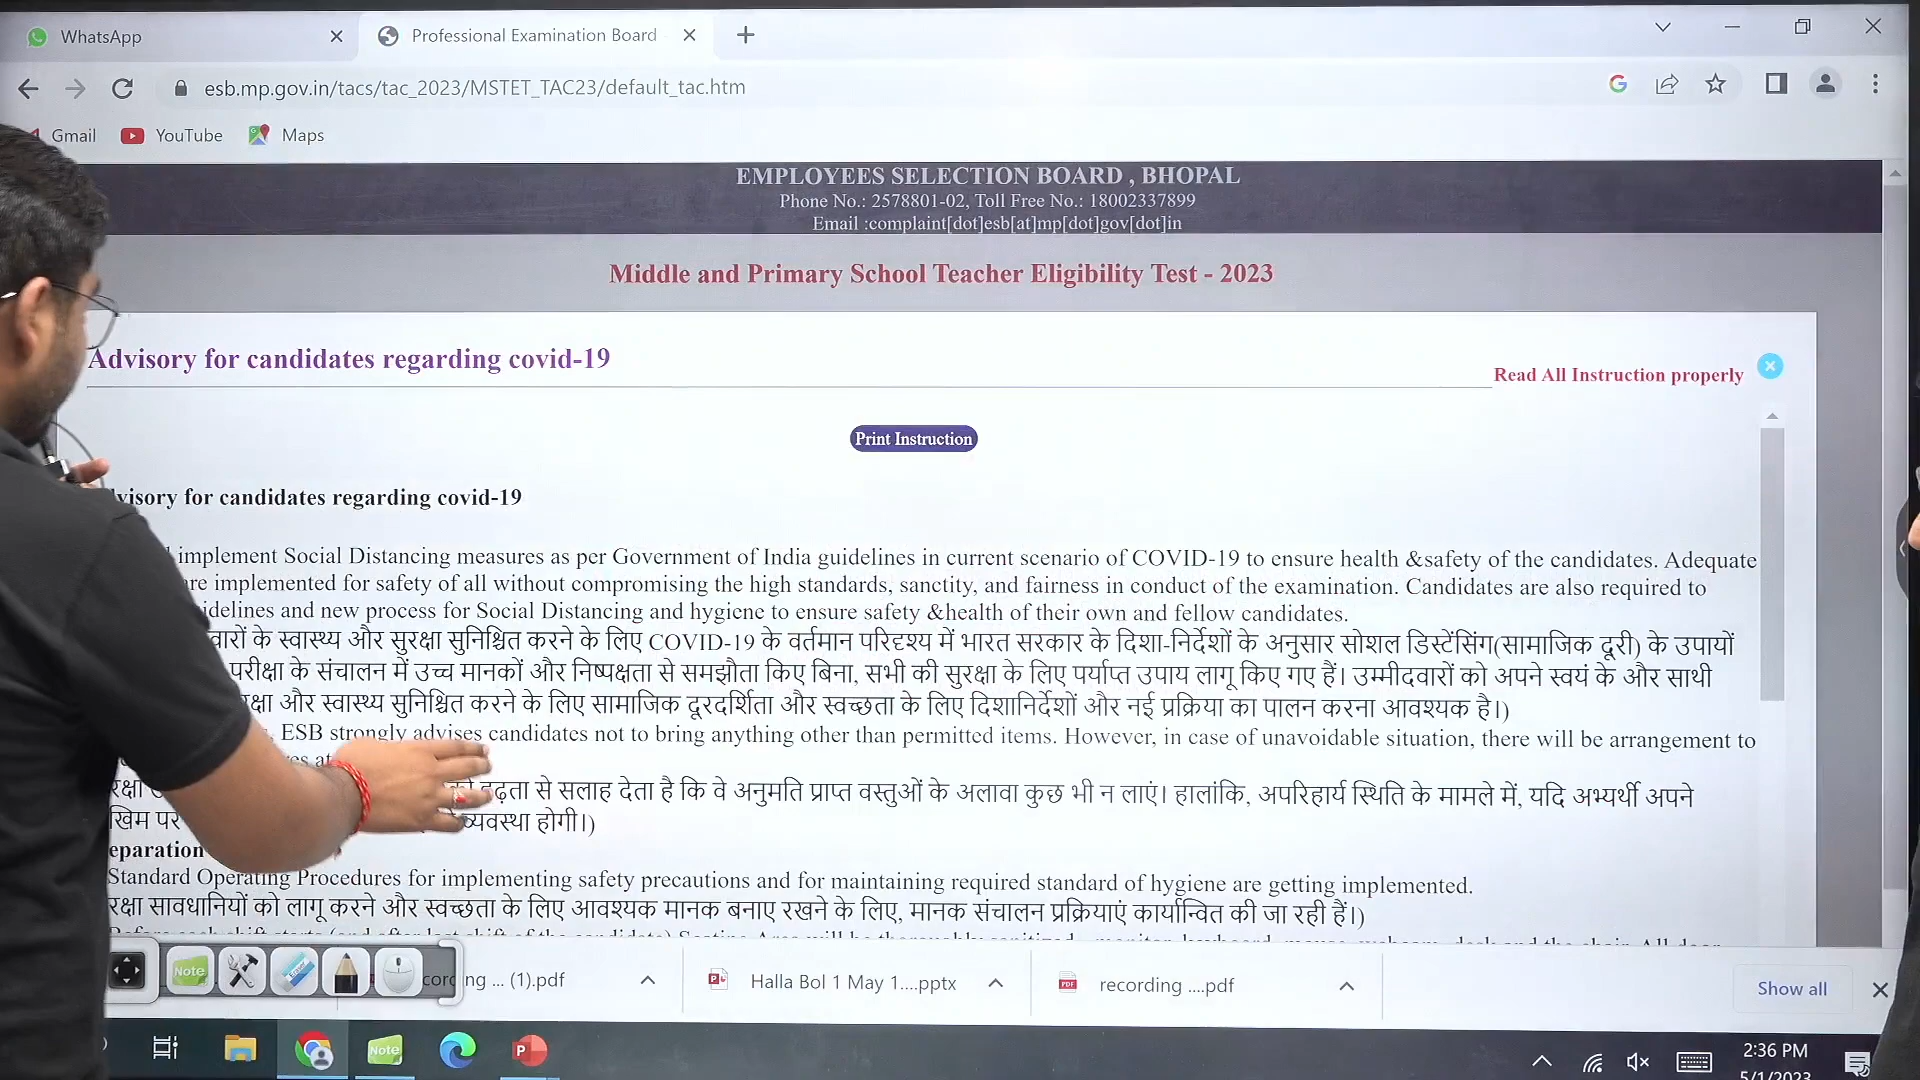 WhatsApp
Professional Examination Board
esb.mp.gov.in/tacs/tac_2023/MSTET_TAC23/default_tac.htm
Gmail YouTube Maps
EMPLOYEES SELECTION BOARD , BHOPAL
Phone No.: 2578801-02, Toll Free No.: 18002337899
Email :complaint[dot]esb[at]mp[dot]gov[dot]in
Middle and Primary School Teacher Eligibility Test - 2023
Advisory for candidates regarding covid-19
Read All Instruction properly
Print Instruction
visory for candidates regarding covid-19
implement Social Distancing measures as per Government of India guidelines in current scenario of COVID-19 to ensure health &safety of the candidates. Adequate
re implemented for safety of all without compromising the high standards, sanctity, and fairness in conduct of the examination. Candidates are also required to
idelines and new process for Social Distancing and hygiene to ensure safety &health of their own and fellow candidates.
वारों के स्वास्थ्य और सुरक्षा सुनिश्चित करने के लिए COVID-19 के वर्तमान परिदृश्य में भारत सरकार के दिशा-निर्देशों के अनुसार सोशल डिस्टेंसिंग(सामाजिक दूरी) के उपायों
परीक्षा के संचालन में उच्च मानकों और निष्पक्षता से समझौता किए बिना, सभी की सुरक्षा के लिए पर्याप्त उपाय लागू किए गए हैं। उम्मीदवारों को अपने स्वयं के और साथी
रक्षा और स्वास्थ्य सुनिश्चित करने के लिए सामाजिक दूरदर्शिता और स्वच्छता के लिए दिशानिर्देशों और नई प्रक्रिया का पालन करना आवश्यक है।)
ESB strongly advises candidates not to bring anything other than permitted items. However, in case of unavoidable situation, there will be arrangement to
es at
रक्षा को दृढ़ता से सलाह देता है कि वे अनुमति प्राप्त वस्तुओं के अलावा कुछ भी न लाएं। हालांकि, अपरिहार्य स्थिति के मामले में, यदि अभ्यर्थी अपने
खिम पर व्यवस्था होगी।)
eparation
Standard Operating Procedures for implementing safety precautions and for maintaining required standard of hygiene are getting implemented.
रक्षा सावधानियों को लागू करने और स्वच्छता के लिए आवश्यक मानक बनाए रखने के लिए, मानक संचालन प्रक्रियाएं कार्यान्वित की जा रही हैं।)
Note
cording ... (1).pdf
Halla Bol 1 May 1....pptx
recording ....pdf
Show all
Note
2:36 PM
5/1/2023